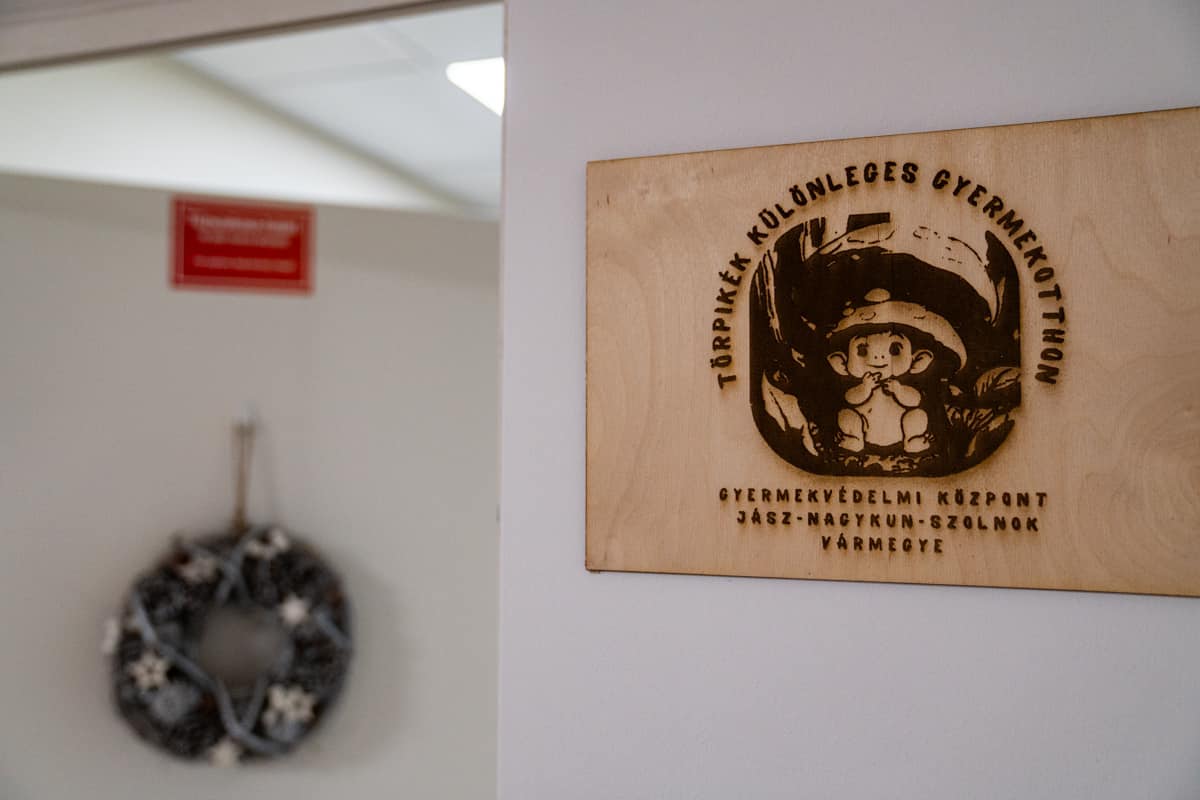 TÖRPIKÉK KÜLÖNLEGES GYERMEKOTTHON
GYERMEKVÉDELMI KÖZPONT
JÁSZ-NAGYKUN-SZOLNOK
VÁRMEGYE